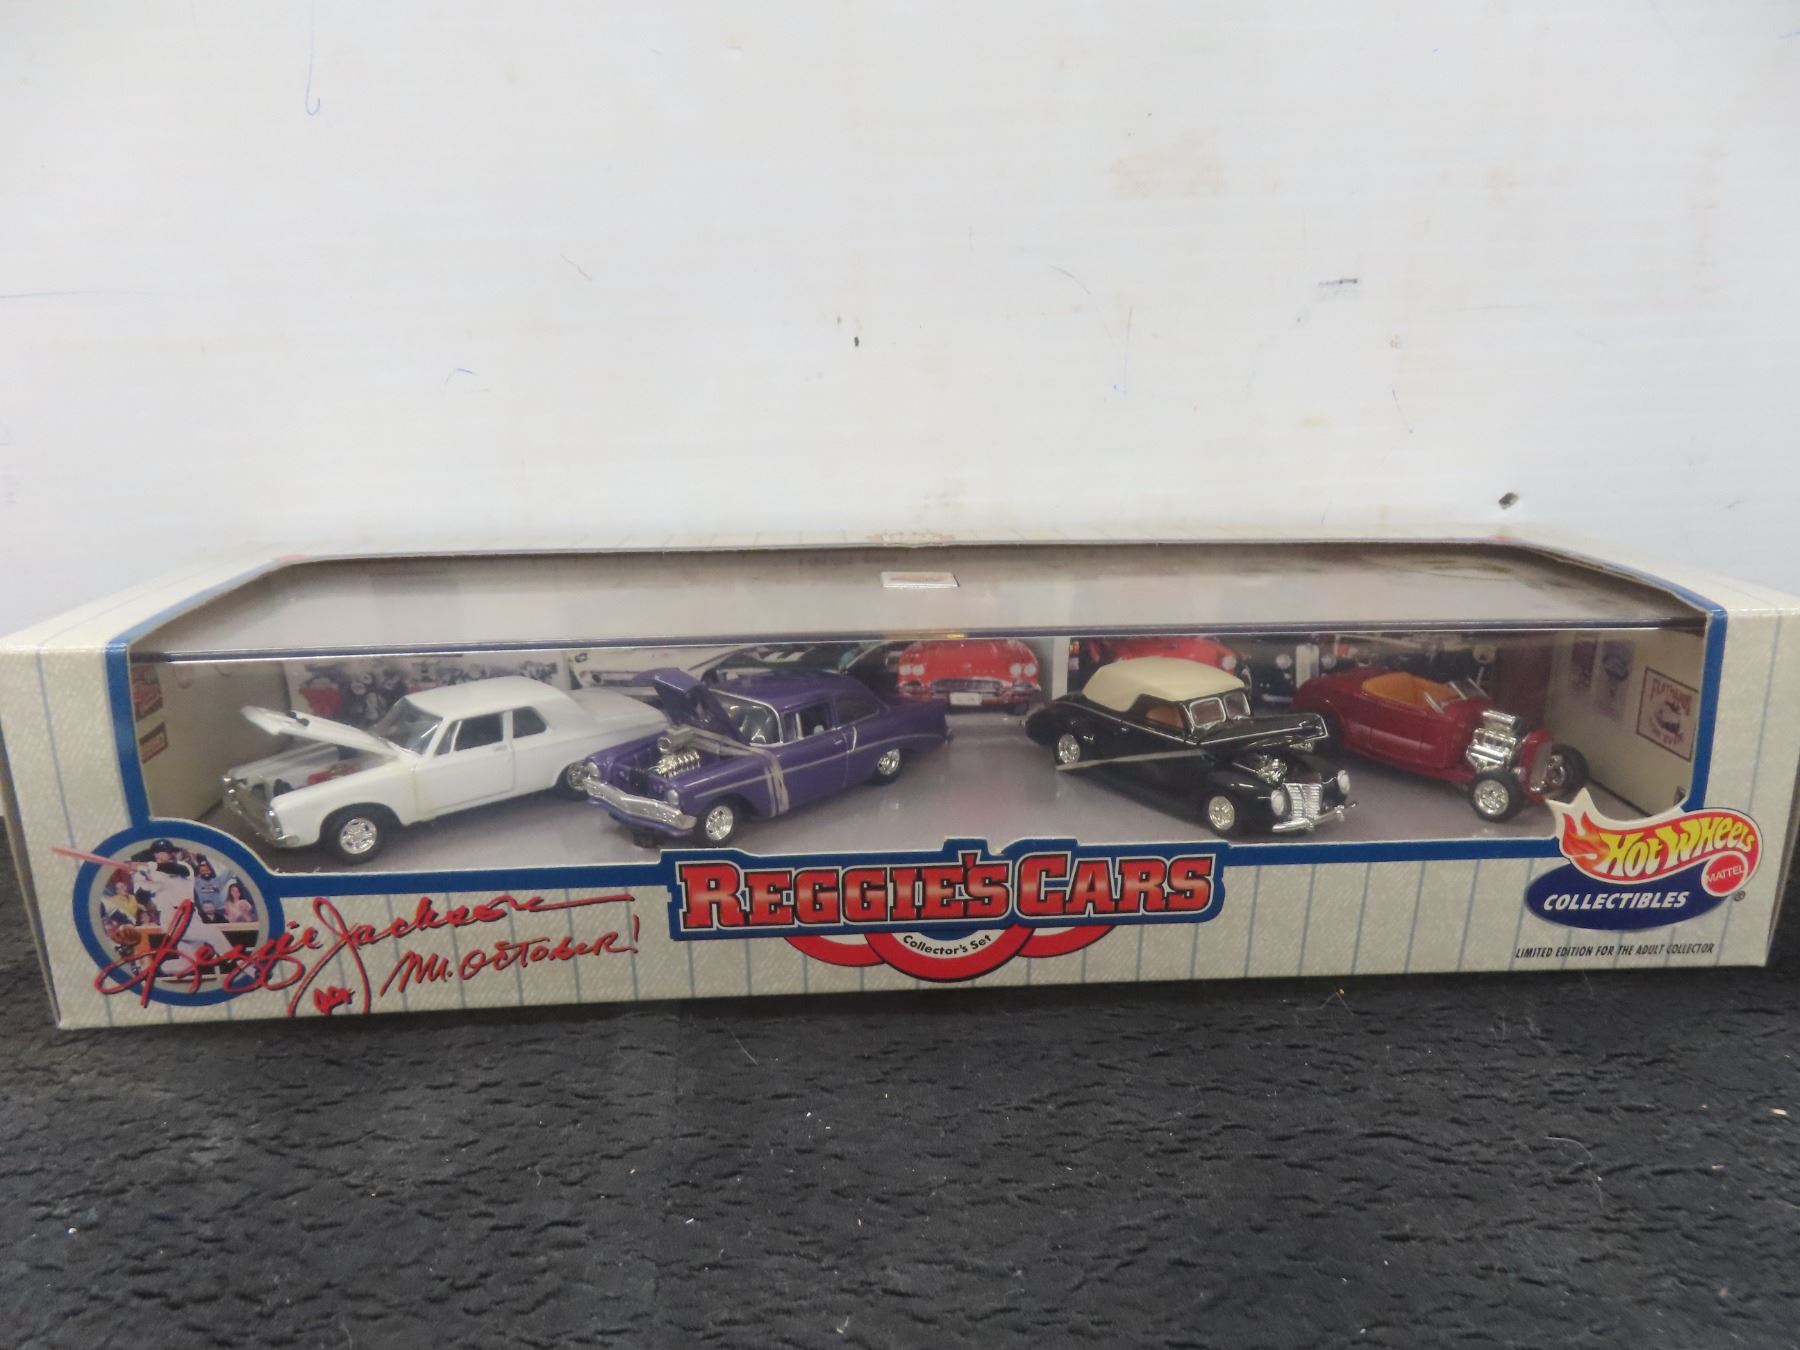 Reggie Jackson
Mr. October!
REGGIE'S CARS
Collector's Set
HOT WHEELS
MATTEL
®
COLLECTIBLES
LIMITED EDITION FOR THE ADULT COLLECTOR